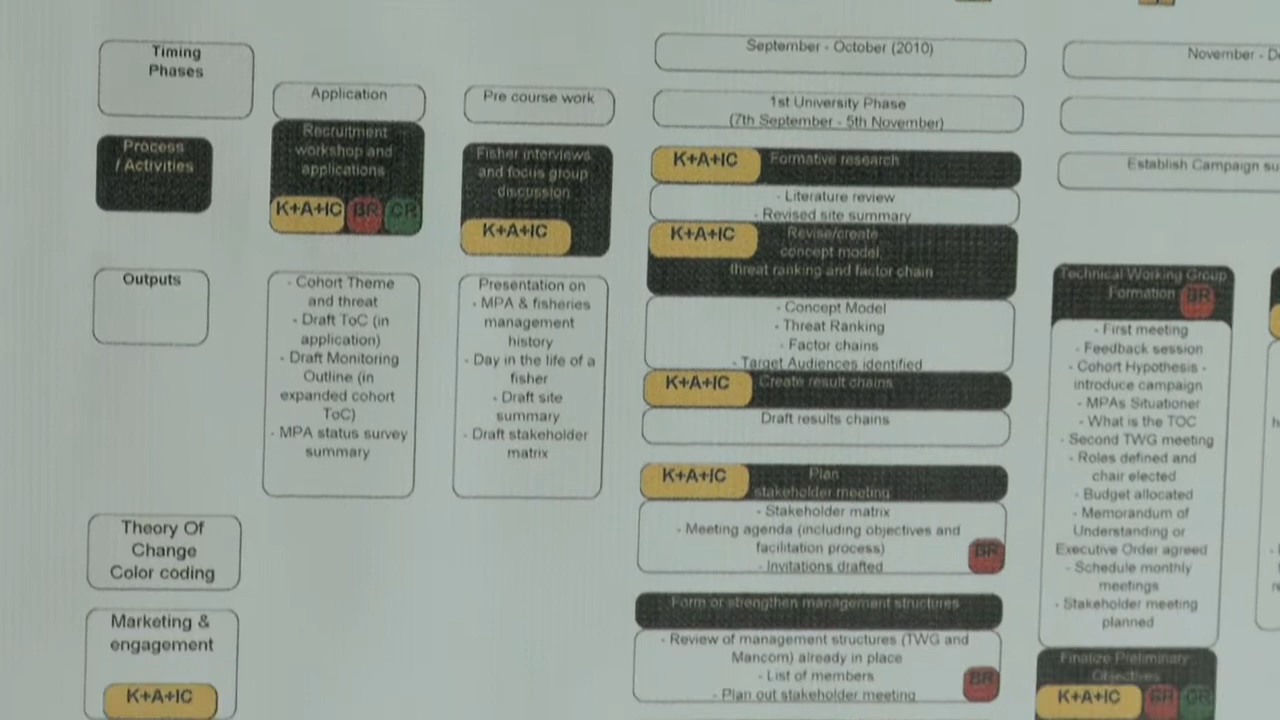 Timing
Phases
Process
/ Activities
Outputs
Theory Of
Change
Color coding
Marketing &
engagement
K+A+IC
Application
Recruitment
workshop and
applications
K+A+IC BR CR
- Cohort Theme
and threat
- Draft ToC (in
application)
- Draft Monitoring
Outline (in
expanded cohort
ToC)
- MPA status survey
summary
Pre course work
Fisher interviews
and focus group
discussion
K+A+IC
Presentation on
- MPA & fisheries
management
history
- Day in the life of a
fisher
- Draft site
summary
- Draft stakeholder
matrix
September - October (2010)
1st University Phase
(7th September - 5th November)
K+A+IC Formative research
- Literature review
- Revised site summary
K+A+IC Revise/create
concept model,
threat ranking and factor chain
- Concept Model
- Threat Ranking
- Factor chains
- Target Audiences identified
K+A+IC Create result chains
Draft results chains
K+A+IC Plan
stakeholder meeting
- Stakeholder matrix
- Meeting agenda (including objectives and
facilitation process)
- Invitations drafted
BR
Form or strengthen management structures
- Review of management structures (TWG and
Mancom) already in place
- List of members
- Plan out stakeholder meeting
BR
November - De
Establish Campaign su
Technical Working Group
Formation BR
- First meeting
- Feedback session
- Cohort Hypothesis -
introduce campaign
- MPAs Situationer
- What is the TOC
- Second TWG meeting
- Roles defined and
chair elected
- Budget allocated
- Memorandum of
Understanding or
Executive Order agreed
- Schedule monthly
meetings
- Stakeholder meeting
planned
Finalize Preliminary
Objectives
K+A+IC BR CR